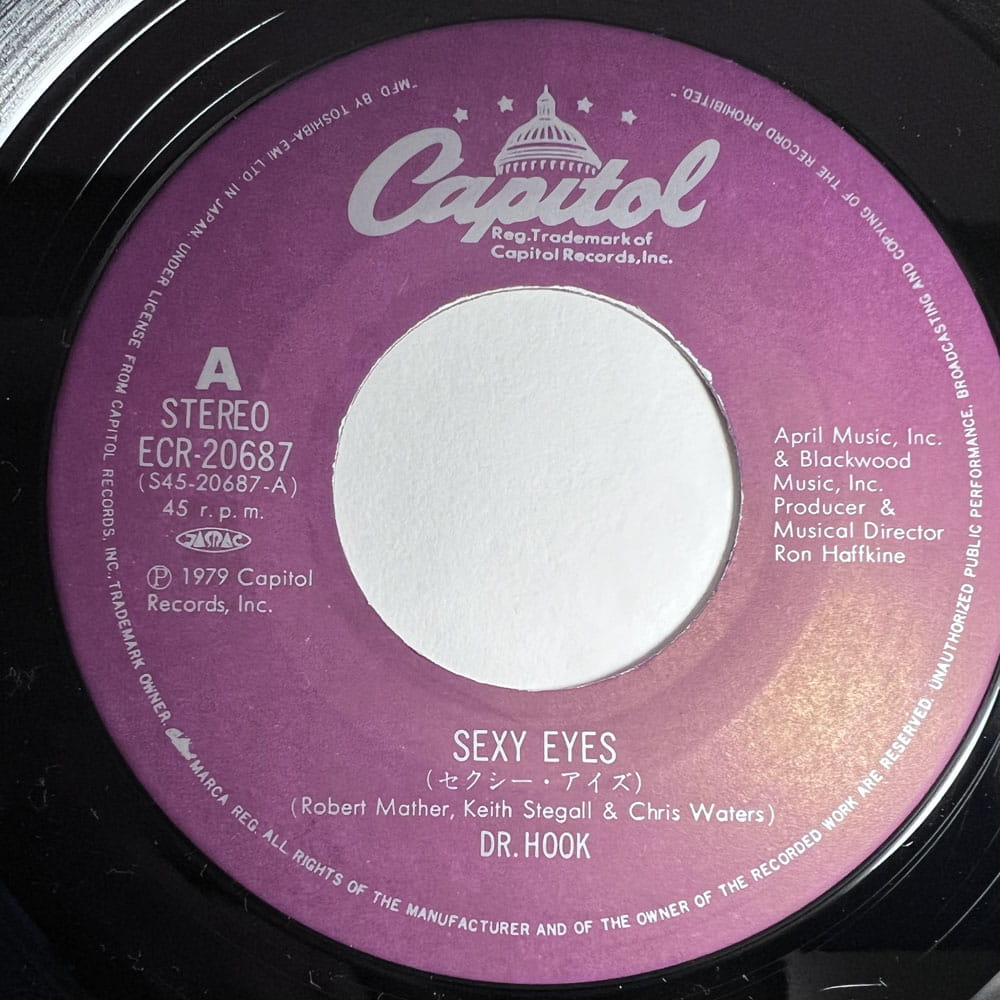 Capitol
Reg.Trademark of
Capitol Records,Inc.
A
STEREO
ECR-20687
(S45-20687-A)
45 r.p.m.
JASRAC
Ⓟ 1979 Capitol
Records, Inc.
April Music, Inc.
& Blackwood
Music, Inc.
Producer &
Musical Director
Ron Haffkine
SEXY EYES
(セクシー・アイズ)
(Robert Mather, Keith Stegall & Chris Waters)
DR. HOOK
"MFD BY TOSHIBA-EMI LTD IN JAPAN. UNDER LICENSE FROM CAPITOL RECORDS, INC., TRADEMARK OWNER. Capitol MARCA REG. ALL RIGHTS OF THE MANUFACTURER AND OF THE OWNER OF THE RECORDED WORK ARE RESERVED. UNAUTHORIZED PUBLIC PERFORMANCE, BROADCASTING AND COPYING OF THE RECORD PROHIBITED."